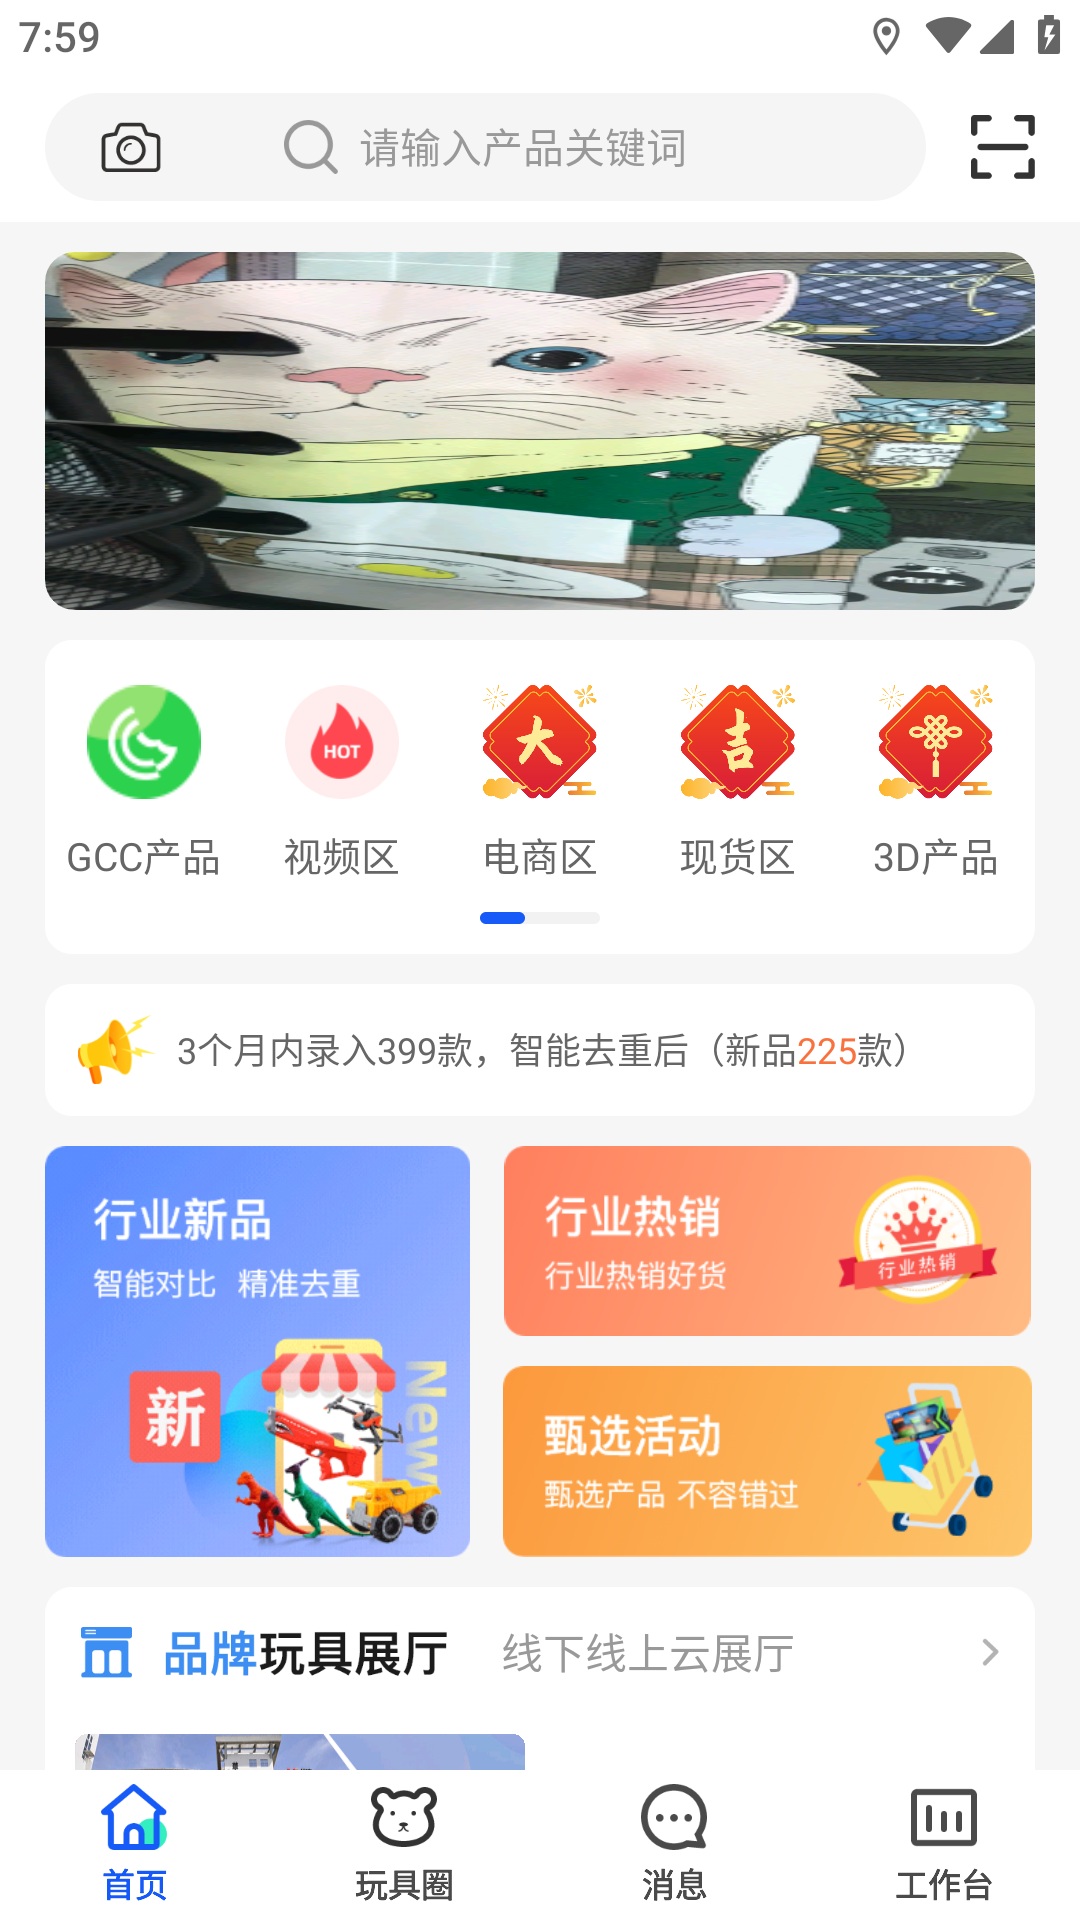 7:59
请输入产品关键词
MILK
HOT
大
吉
GCC产品
视频区
电商区
现货区
3D产品
3个月内录入399款，智能去重后（新品225款）
行业新品
智能对比 精准去重
新
New
行业热销
行业热销好货
行业热销
甄选活动
甄选产品 不容错过
品牌玩具展厅
线下线上云展厅
首页
玩具圈
消息
工作台